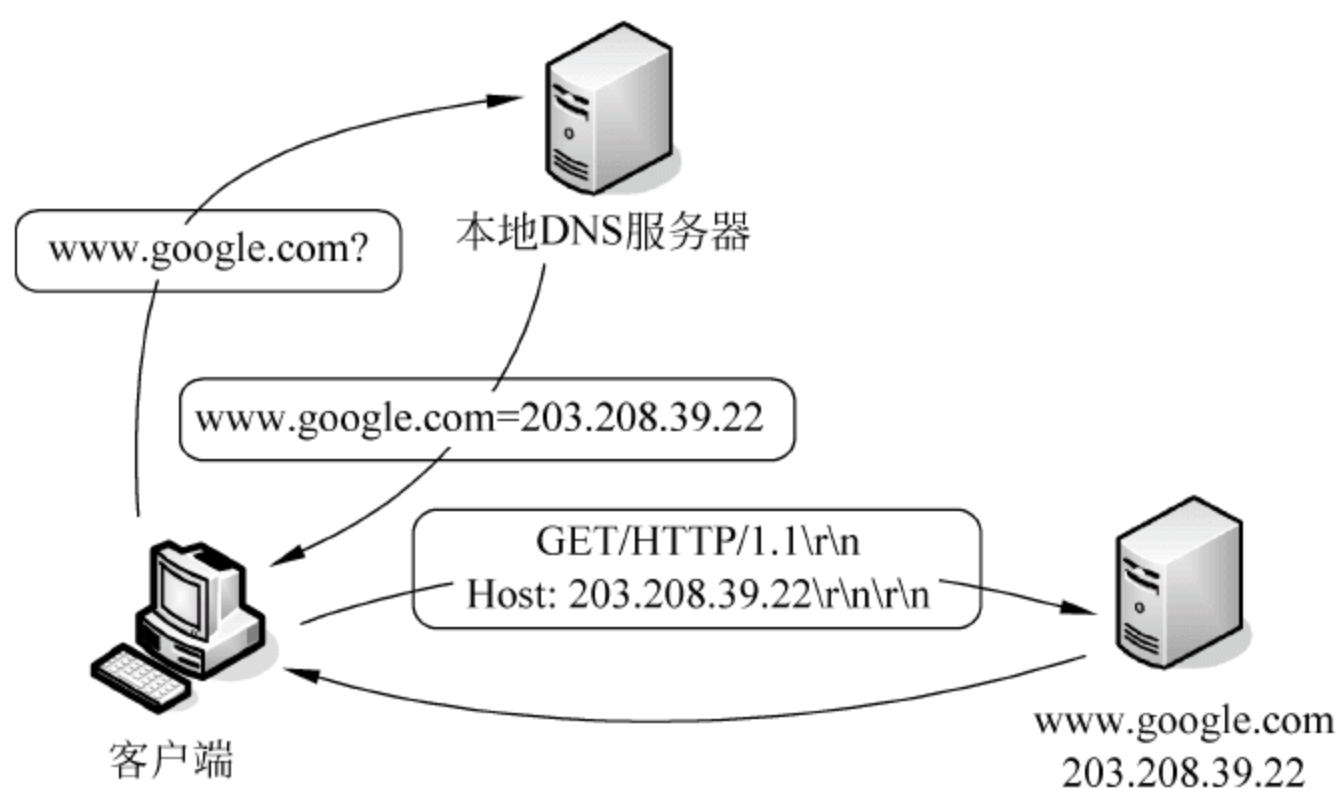 本地DNS服务器
www.google.com?
www.google.com=203.208.39.22
GET/HTTP/1.1\r\n
Host: 203.208.39.22\r\n\r\n
客户端
www.google.com
203.208.39.22